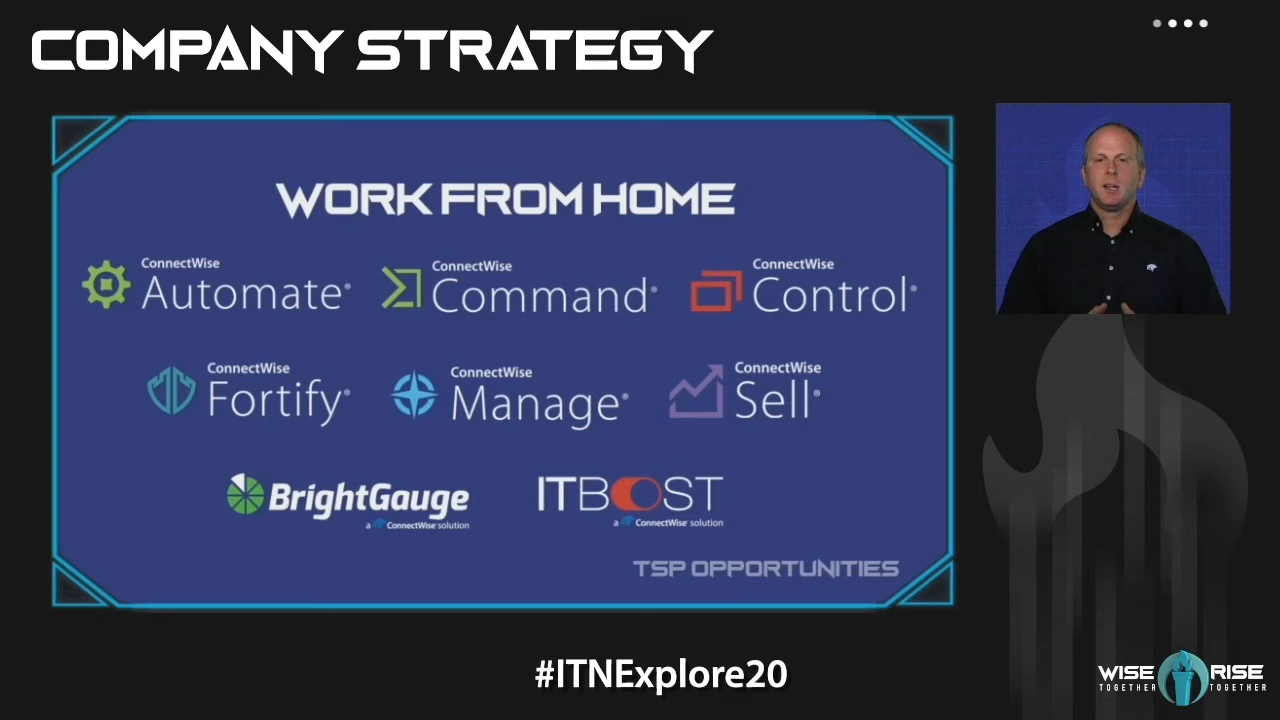 COMPANY STRATEGY
WORK FROM HOME
ConnectWise
Automate®
ConnectWise
Command®
ConnectWise
Control®
ConnectWise
Fortify®
ConnectWise
Manage®
ConnectWise
Sell®
BrightGauge
a ConnectWise solution
ITBOOST
a ConnectWise solution
TSP OPPORTUNITIES
#ITNExplore20
WISE RISE
TOGETHER TOGETHER